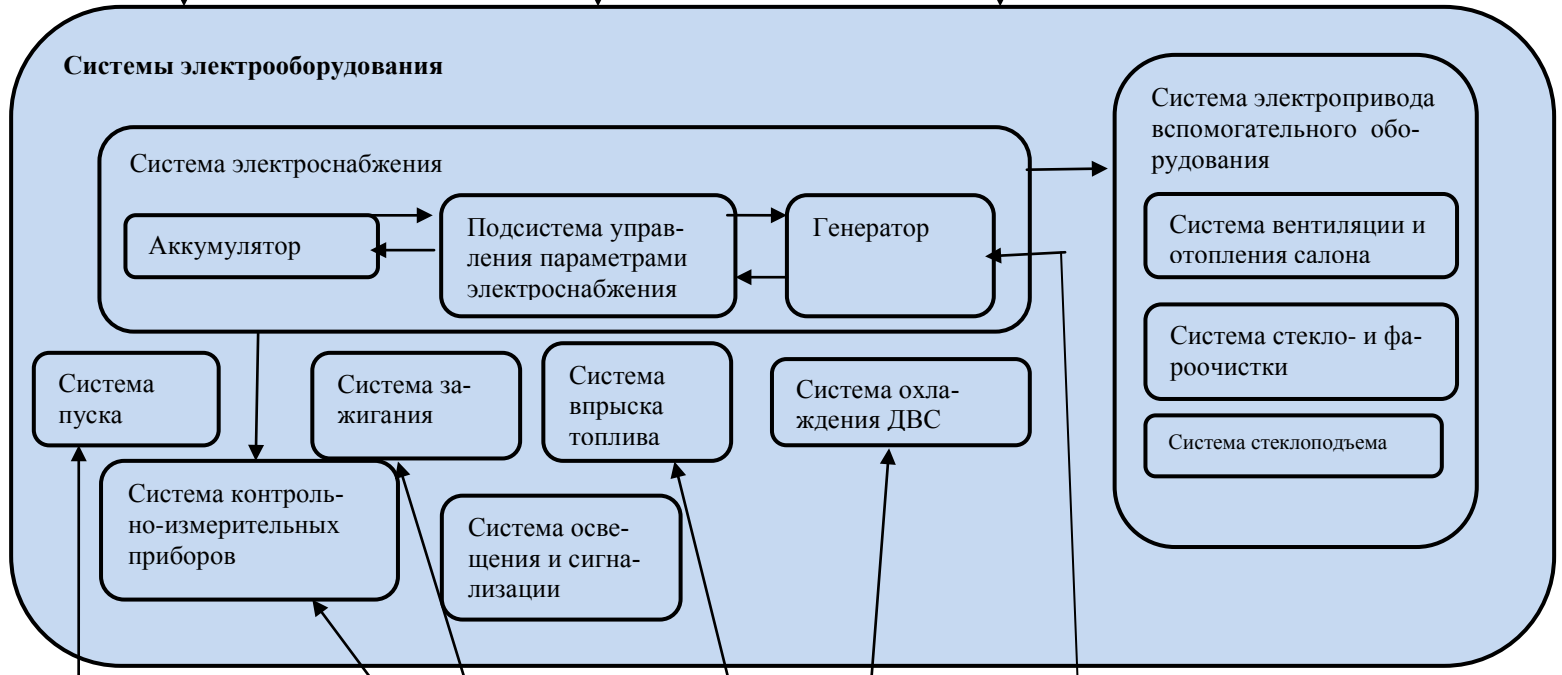 Системы электрооборудования
Система электроснабжения
Аккумулятор
Подсистема управ-
ления параметрами
электроснабжения
Генератор
Система электропривода
вспомогательного обо-
рудования
Система вентиляции и
отопления салона
Система стекло- и фа-
роочистки
Система стеклоподъема
Система
пуска
Система за-
жигания
Система
впрыска
топлива
Система охла-
ждения ДВС
Система контроль-
но-измерительных
приборов
Система осве-
щения и сигна-
лизации